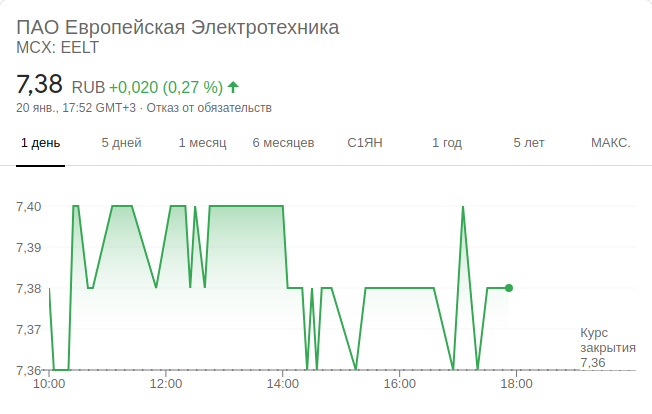 ПАО Европейская Электротехника
MCX: EELT
7,38 RUB +0,020 (0,27 %)
20 янв., 17:52 GMT+3 · Отказ от обязательств
1 день 5 дней 1 месяц 6 месяцев С1ЯН 1 год 5 лет МАКС.
7,40
7,39
7,38
7,37
7,36
Курс
закрытия
7,36
10:00 12:00 14:00 16:00 18:00